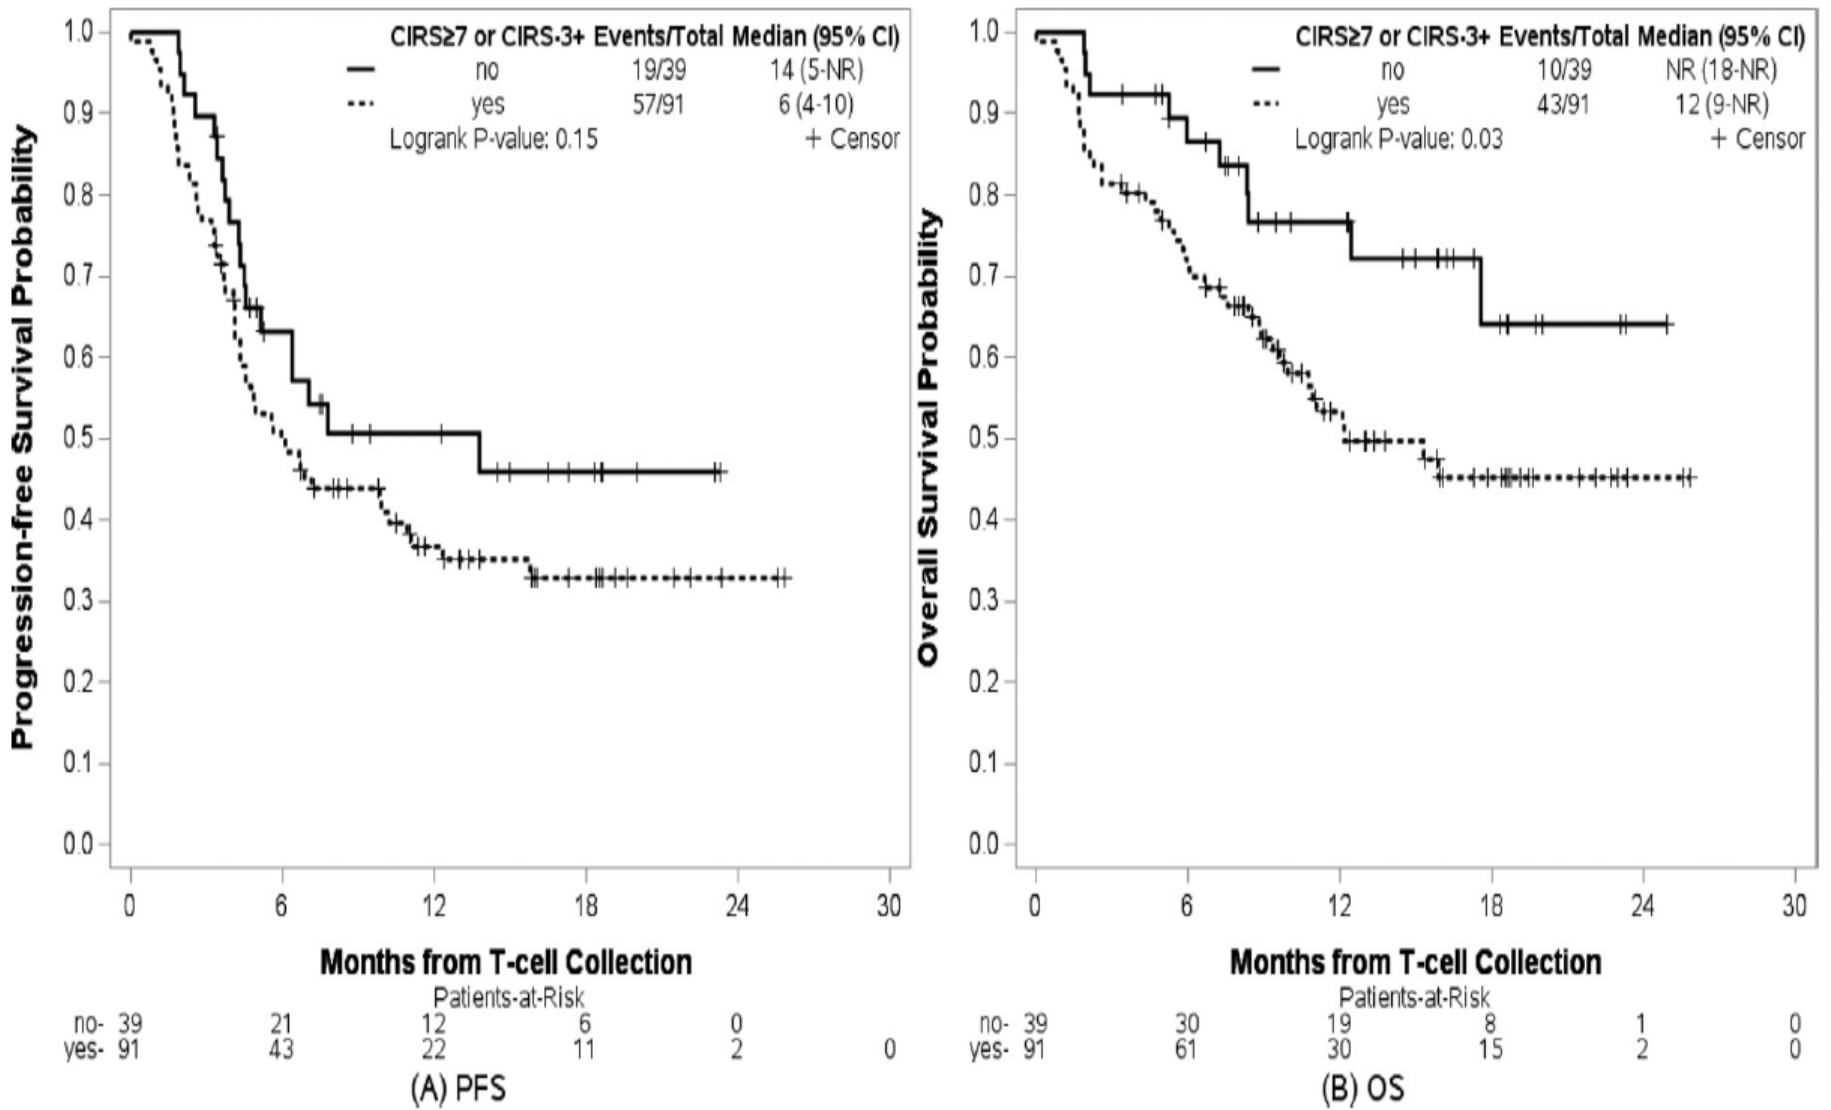 CIRS≥7 or CIRS-3+ Events/Total Median (95% CI)
no 19/39 14 (5-NR)
yes 57/91 6 (4-10)
Logrank P-value: 0.15 + Censor
Progression-free Survival Probability
1.0
0.9
0.8
0.7
0.6
0.5
0.4
0.3
0.2
0.1
0.0
0 6 12 18 24 30
Months from T-cell Collection
Patients-at-Risk
no- 39 21 12 6 0
yes- 91 43 22 11 2 0
(A) PFS
CIRS≥7 or CIRS-3+ Events/Total Median (95% CI)
no 10/39 NR (18-NR)
yes 43/91 12 (9-NR)
Logrank P-value: 0.03 + Censor
Overall Survival Probability
1.0
0.9
0.8
0.7
0.6
0.5
0.4
0.3
0.2
0.1
0.0
0 6 12 18 24 30
Months from T-cell Collection
Patients-at-Risk
no- 39 30 19 8 1 0
yes- 91 61 30 15 2 0
(B) OS